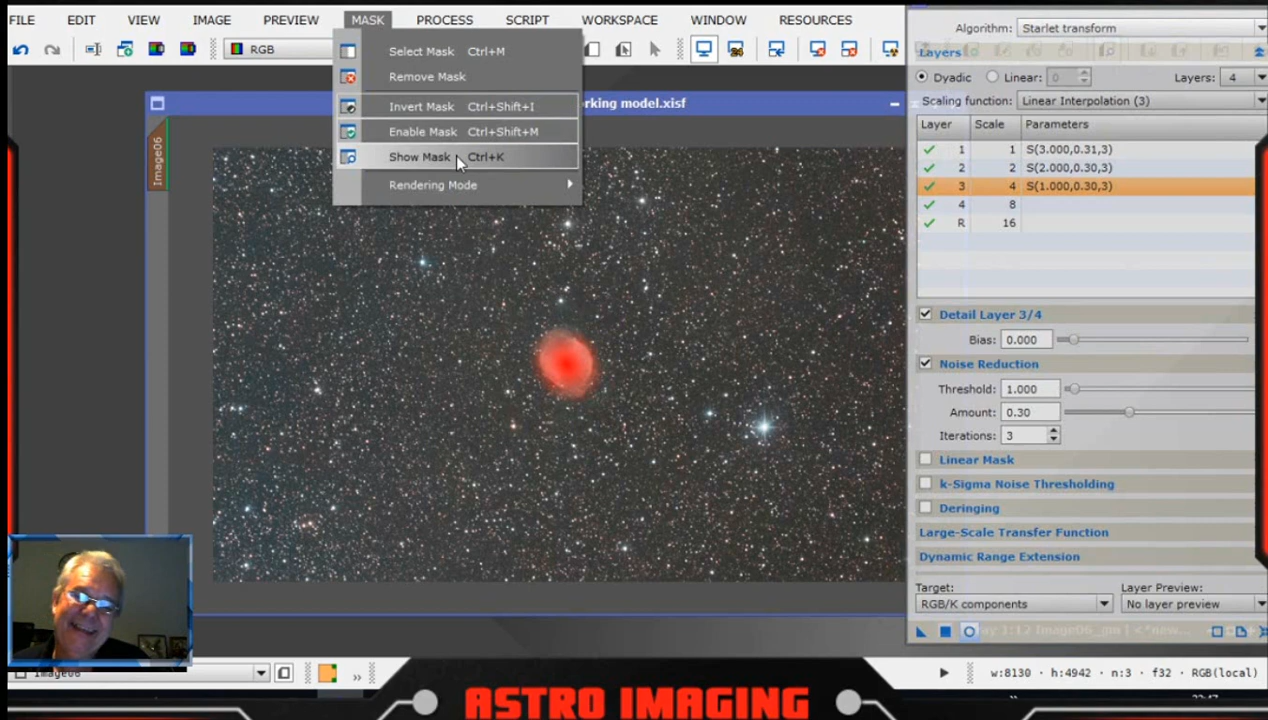 FILE EDIT VIEW IMAGE PREVIEW MASK PROCESS SCRIPT WORKSPACE WINDOW RESOURCES
RGB
Select Mask Ctrl+M
Remove Mask
Invert Mask Ctrl+Shift+I
Enable Mask Ctrl+Shift+M
Show Mask Ctrl+K
Rendering Mode
model.xisf
Image06
Algorithm: Starlet transform
Layers
Dyadic Linear: 0 Layers: 4
Scaling function: Linear Interpolation (3)
Layer Scale Parameters
1 1 S(3.000,0.31,3)
2 2 S(2.000,0.30,3)
3 4 S(1.000,0.30,3)
4 8
R 16
Detail Layer 3/4
Bias: 0.000
Noise Reduction
Threshold: 1.000
Amount: 0.30
Iterations: 3
Linear Mask
k-Sigma Noise Thresholding
Deringing
Large-Scale Transfer Function
Dynamic Range Extension
Target: Layer Preview:
RGB/K components No layer preview
1:12 Image06_gm | <*new...
Image06
w:8130 · h:4942 · n:3 · f32 · RGB(local)
ASTRO IMAGING